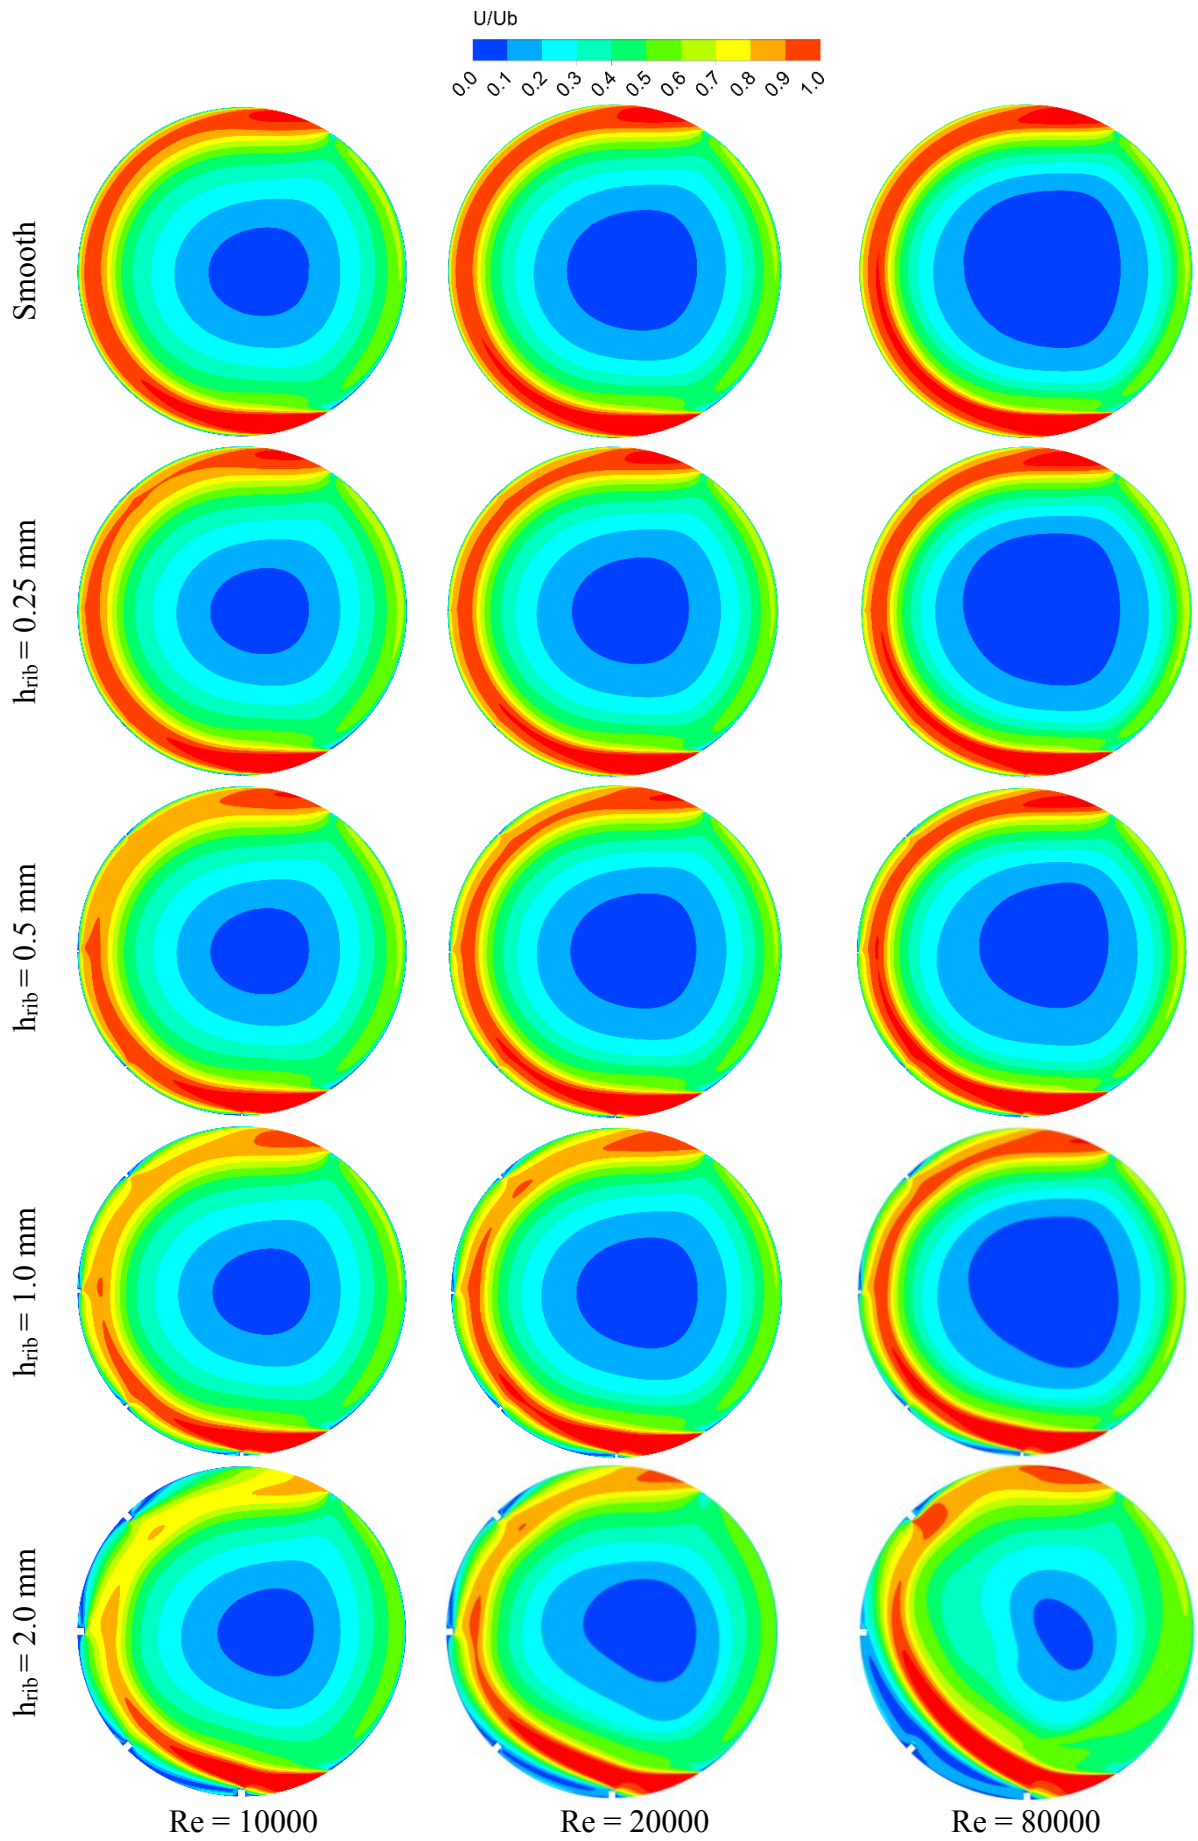 U/Ub
0.0 0.1 0.2 0.3 0.4 0.5 0.6 0.7 0.8 0.9 1.0
Smooth
hrib = 0.25 mm
hrib = 0.5 mm
hrib = 1.0 mm
hrib = 2.0 mm
Re = 10000 Re = 20000 Re = 80000